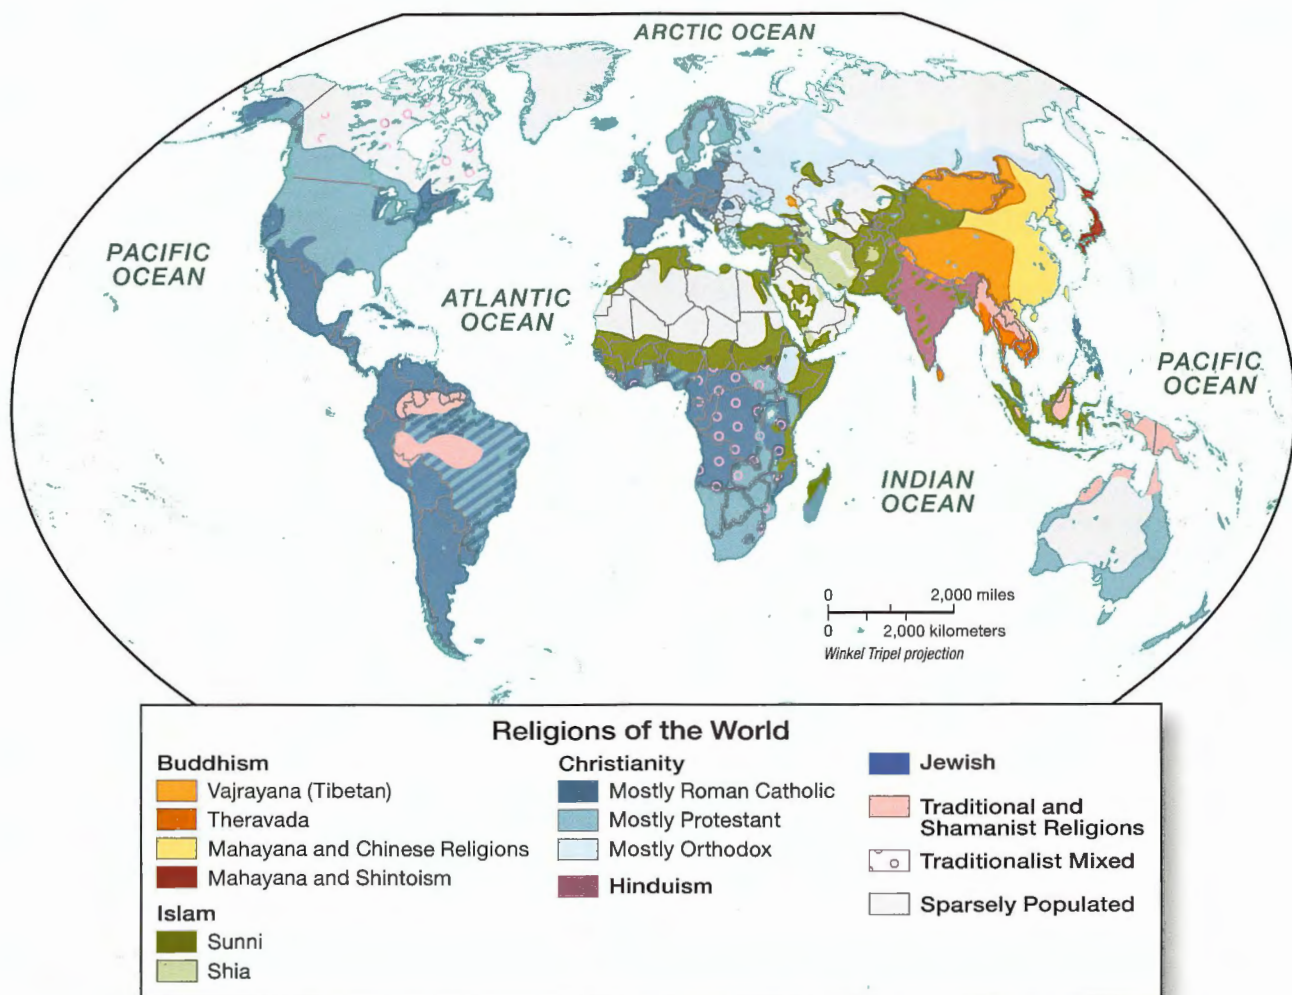 ARCTIC OCEAN
PACIFIC
OCEAN
ATLANTIC
OCEAN
PACIFIC
OCEAN
INDIAN
OCEAN
0 2,000 miles
0 2,000 kilometers
Winkel Tripel projection
Religions of the World
Buddhism
Vajrayana (Tibetan)
Theravada
Mahayana and Chinese Religions
Mahayana and Shintoism
Islam
Sunni
Shia
Christianity
Mostly Roman Catholic
Mostly Protestant
Mostly Orthodox
Hinduism
Jewish
Traditional and
Shamanist Religions
Traditionalist Mixed
Sparsely Populated